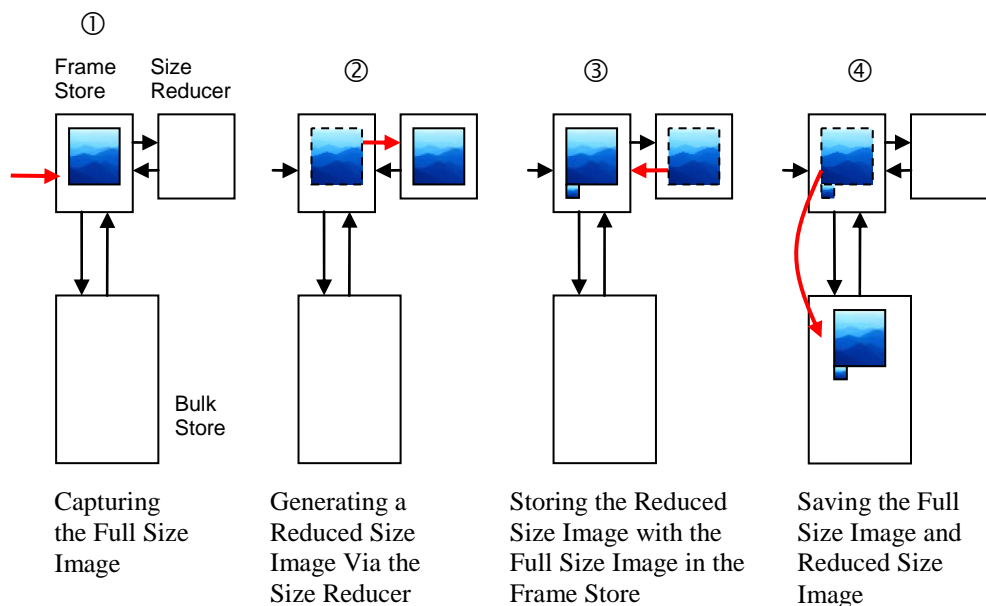 ①
Frame
Store
Size
Reducer
②
③
④
Bulk
Store
Capturing
the Full Size
Image
Generating a
Reduced Size
Image Via the
Size Reducer
Storing the Reduced
Size Image with the
Full Size Image in the
Frame Store
Saving the Full
Size Image and
Reduced Size
Image